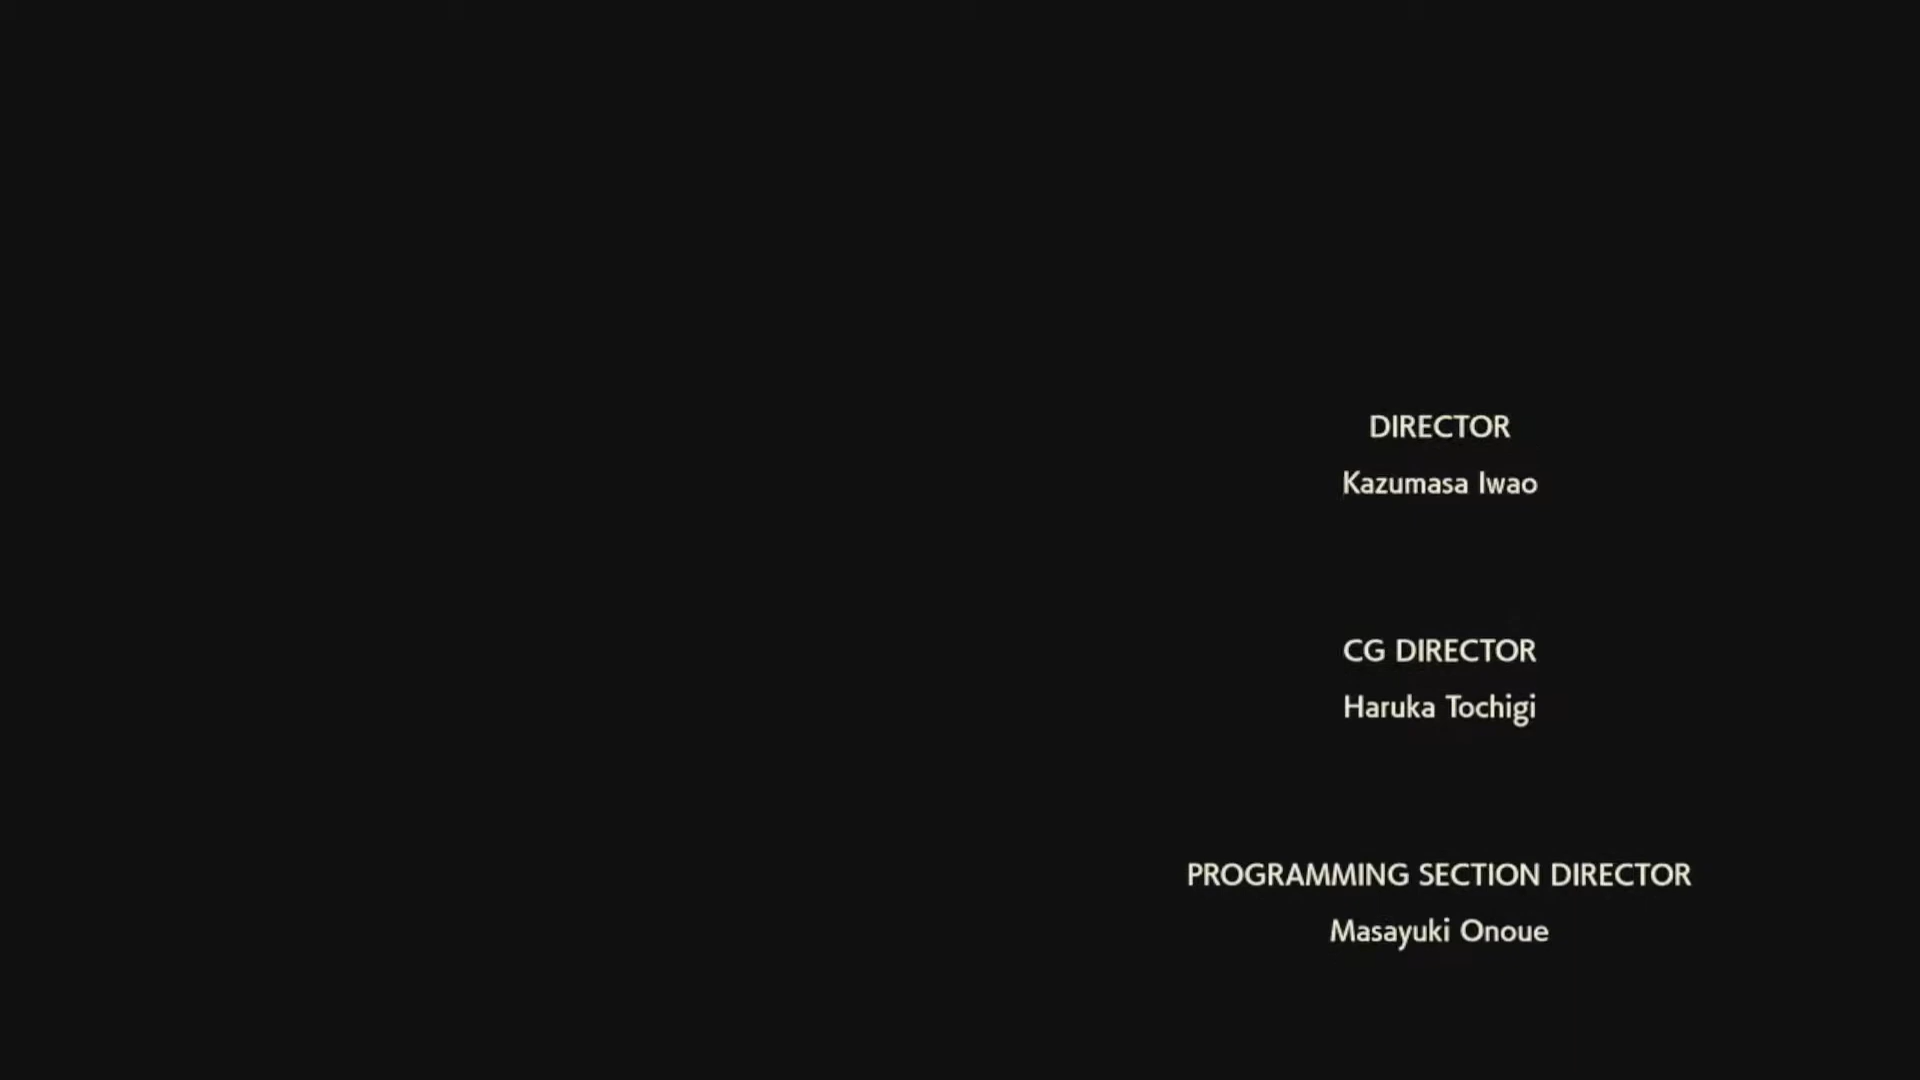 DIRECTOR
Kazumasa Iwao
CG DIRECTOR
Haruka Tochigi
PROGRAMMING SECTION DIRECTOR
Masayuki Onoue